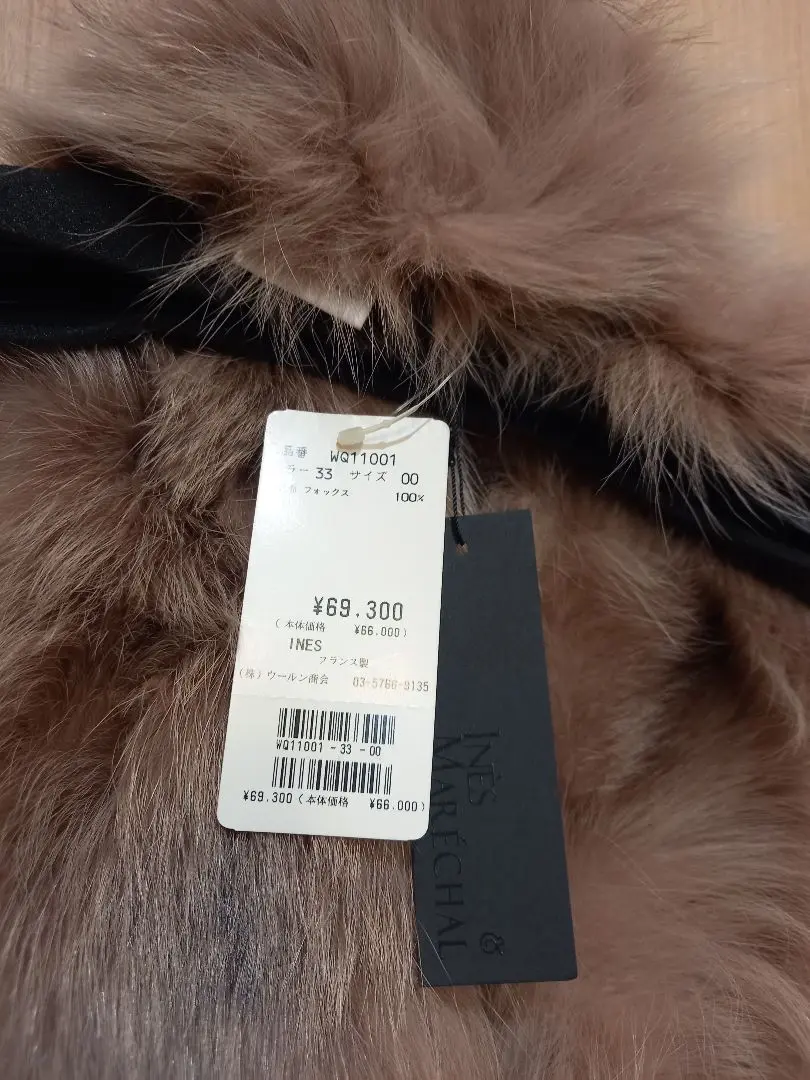 品番 WQ11001
ラー 33 サイズ 00
フォックス 100%
¥69.300
(本体価格 ¥66.000)
INES
フランス製
(株)ウールン商会 03-5766-9135
WQ11001 - 33 - 00
¥69.300 (本体価格 ¥66.000)
INÈS
& MARÉCHAL